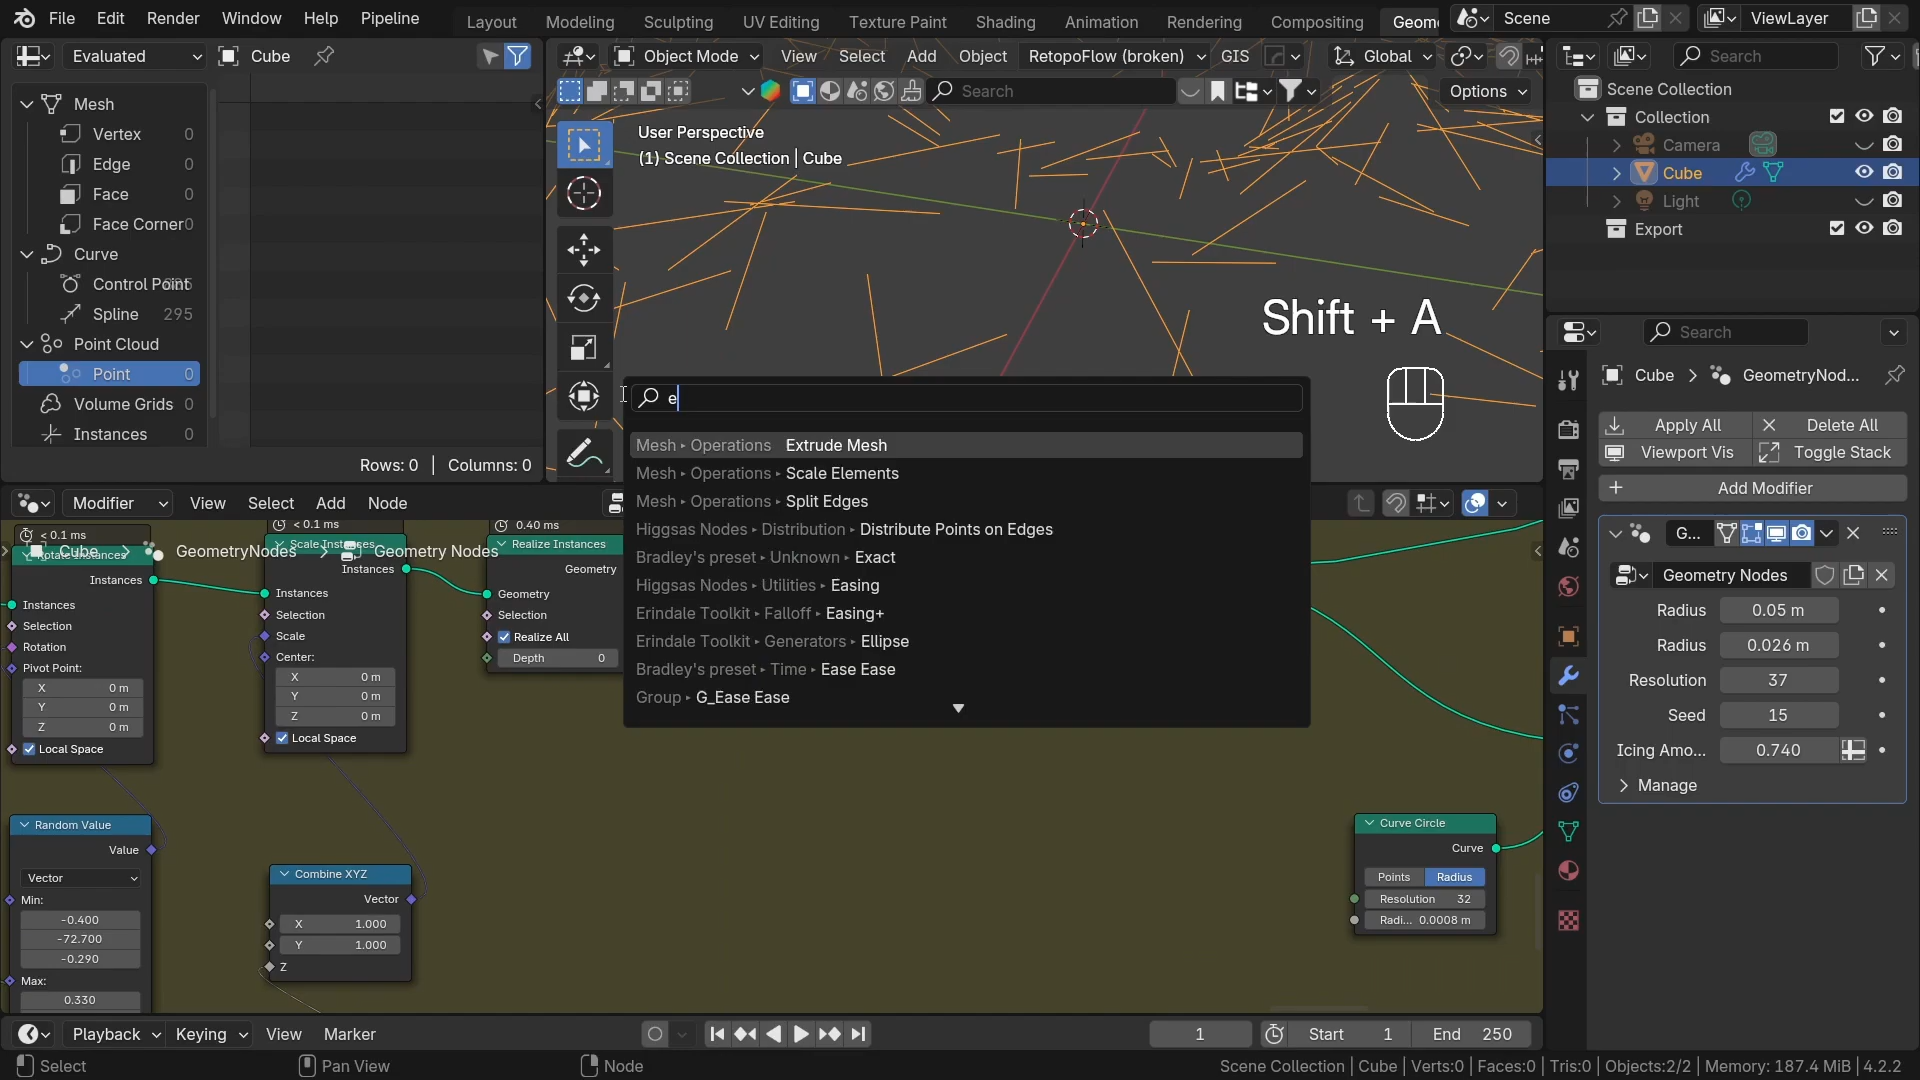 File Edit Render Window Help Pipeline Layout Modeling Sculpting UV Editing Texture Paint Shading Animation Rendering Compositing Geom Scene ViewLayer
Evaluated Cube
Object Mode View Select Add Object RetopoFlow (broken) GIS Global
Search
Search
Options
Mesh
Vertex 0
Edge 0
Face 0
Face Corner 0
Curve
Control Point
Spline 295
Point Cloud
Point 0
Volume Grids 0
Instances 0
Rows: 0 | Columns: 0
User Perspective
(1) Scene Collection | Cube
Shift + A
Scene Collection
Collection
Camera
Cube
Light
Export
e
Mesh ▸ Operations Extrude Mesh
Mesh ▸ Operations ▸ Scale Elements
Mesh ▸ Operations ▸ Split Edges
Higgsas Nodes ▸ Distribution ▸ Distribute Points on Edges
Bradley's preset ▸ Unknown ▸ Exact
Higgsas Nodes ▸ Utilities ▸ Easing
Erindale Toolkit ▸ Falloff ▸ Easing+
Erindale Toolkit ▸ Generators ▸ Ellipse
Bradley's preset ▸ Time ▸ Ease Ease
Group ▸ G_Ease Ease
Search
Cube > GeometryNod...
Apply All
Delete All
Viewport Vis
Toggle Stack
Add Modifier
G...
Geometry Nodes
Radius 0.05 m
Radius 0.026 m
Resolution 37
Seed 15
Icing Amo... 0.740
Manage
Modifier View Select Add Node
Cube > GeometryNodes > Geometry Nodes
< 0.1 ms
Rotate Instances
Instances
Instances
Selection
Rotation
Pivot Point:
X 0 m
Y 0 m
Z 0 m
Local Space
< 0.1 ms
Scale Instances
Instances
Instances
Selection
Scale
Center:
X 0 m
Y 0 m
Z 0 m
Local Space
0.40 ms
Realize Instances
Geometry
Geometry
Selection
Realize All
Depth 0
Random Value
Value
Vector
Min:
-0.400
-72.700
-0.290
Max:
0.330
Combine XYZ
Vector
X 1.000
Y 1.000
Z
Curve Circle
Curve
Points Radius
Resolution 32
Radi... 0.0008 m
Playback Keying View Marker 1 Start 1 End 250
Select Pan View Node Scene Collection | Cube | Verts:0 | Faces:0 | Tris:0 | Objects:2/2 | Memory: 187.4 MiB | 4.2.2